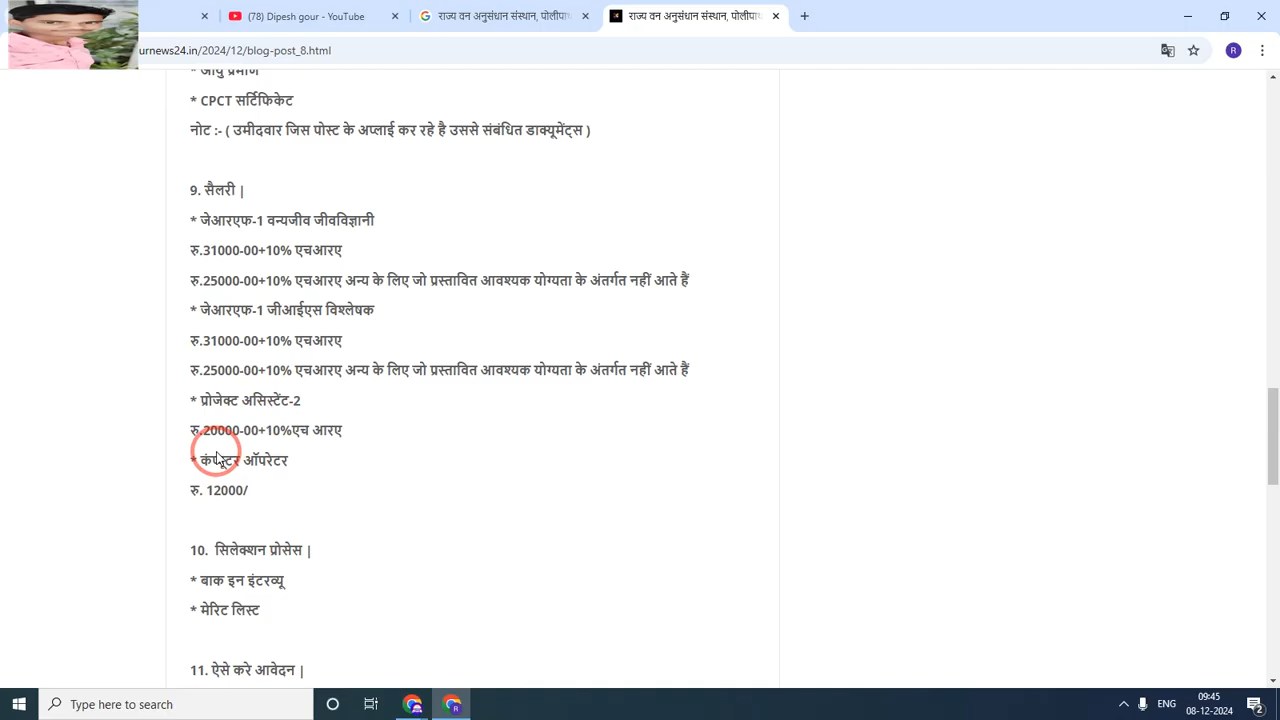 (78) Dipesh gour - YouTube
राज्य वन अनुसंधान संस्थान, पोलीपा
राज्य वन अनुसंधान संस्थान, पोलीपाथ
urnews24.in/2024/12/blog-post_8.html
R
* आयु प्रमाण
* CPCT सर्टिफिकेट
नोट :- ( उमीदवार जिस पोस्ट के अप्लाई कर रहे है उससे संबंधित डाक्यूमेंट्स )
9. सैलरी |
* जेआरएफ-1 वन्यजीव जीवविज्ञानी
रु.31000-00+10% एचआरए
रु.25000-00+10% एचआरए अन्य के लिए जो प्रस्तावित आवश्यक योग्यता के अंतर्गत नहीं आते हैं
* जेआरएफ-1 जीआईएस विश्लेषक
रु.31000-00+10% एचआरए
रु.25000-00+10% एचआरए अन्य के लिए जो प्रस्तावित आवश्यक योग्यता के अंतर्गत नहीं आते हैं
* प्रोजेक्ट असिस्टेंट-2
रु.20000-00+10%एच आरए
* कंप्यूटर ऑपरेटर
रु. 12000/
10. सिलेक्शन प्रोसेस |
* बाक इन इंटरव्यू
* मेरिट लिस्ट
11. ऐसे करे आवेदन |
Type here to search
ENG
09:45
08-12-2024
2